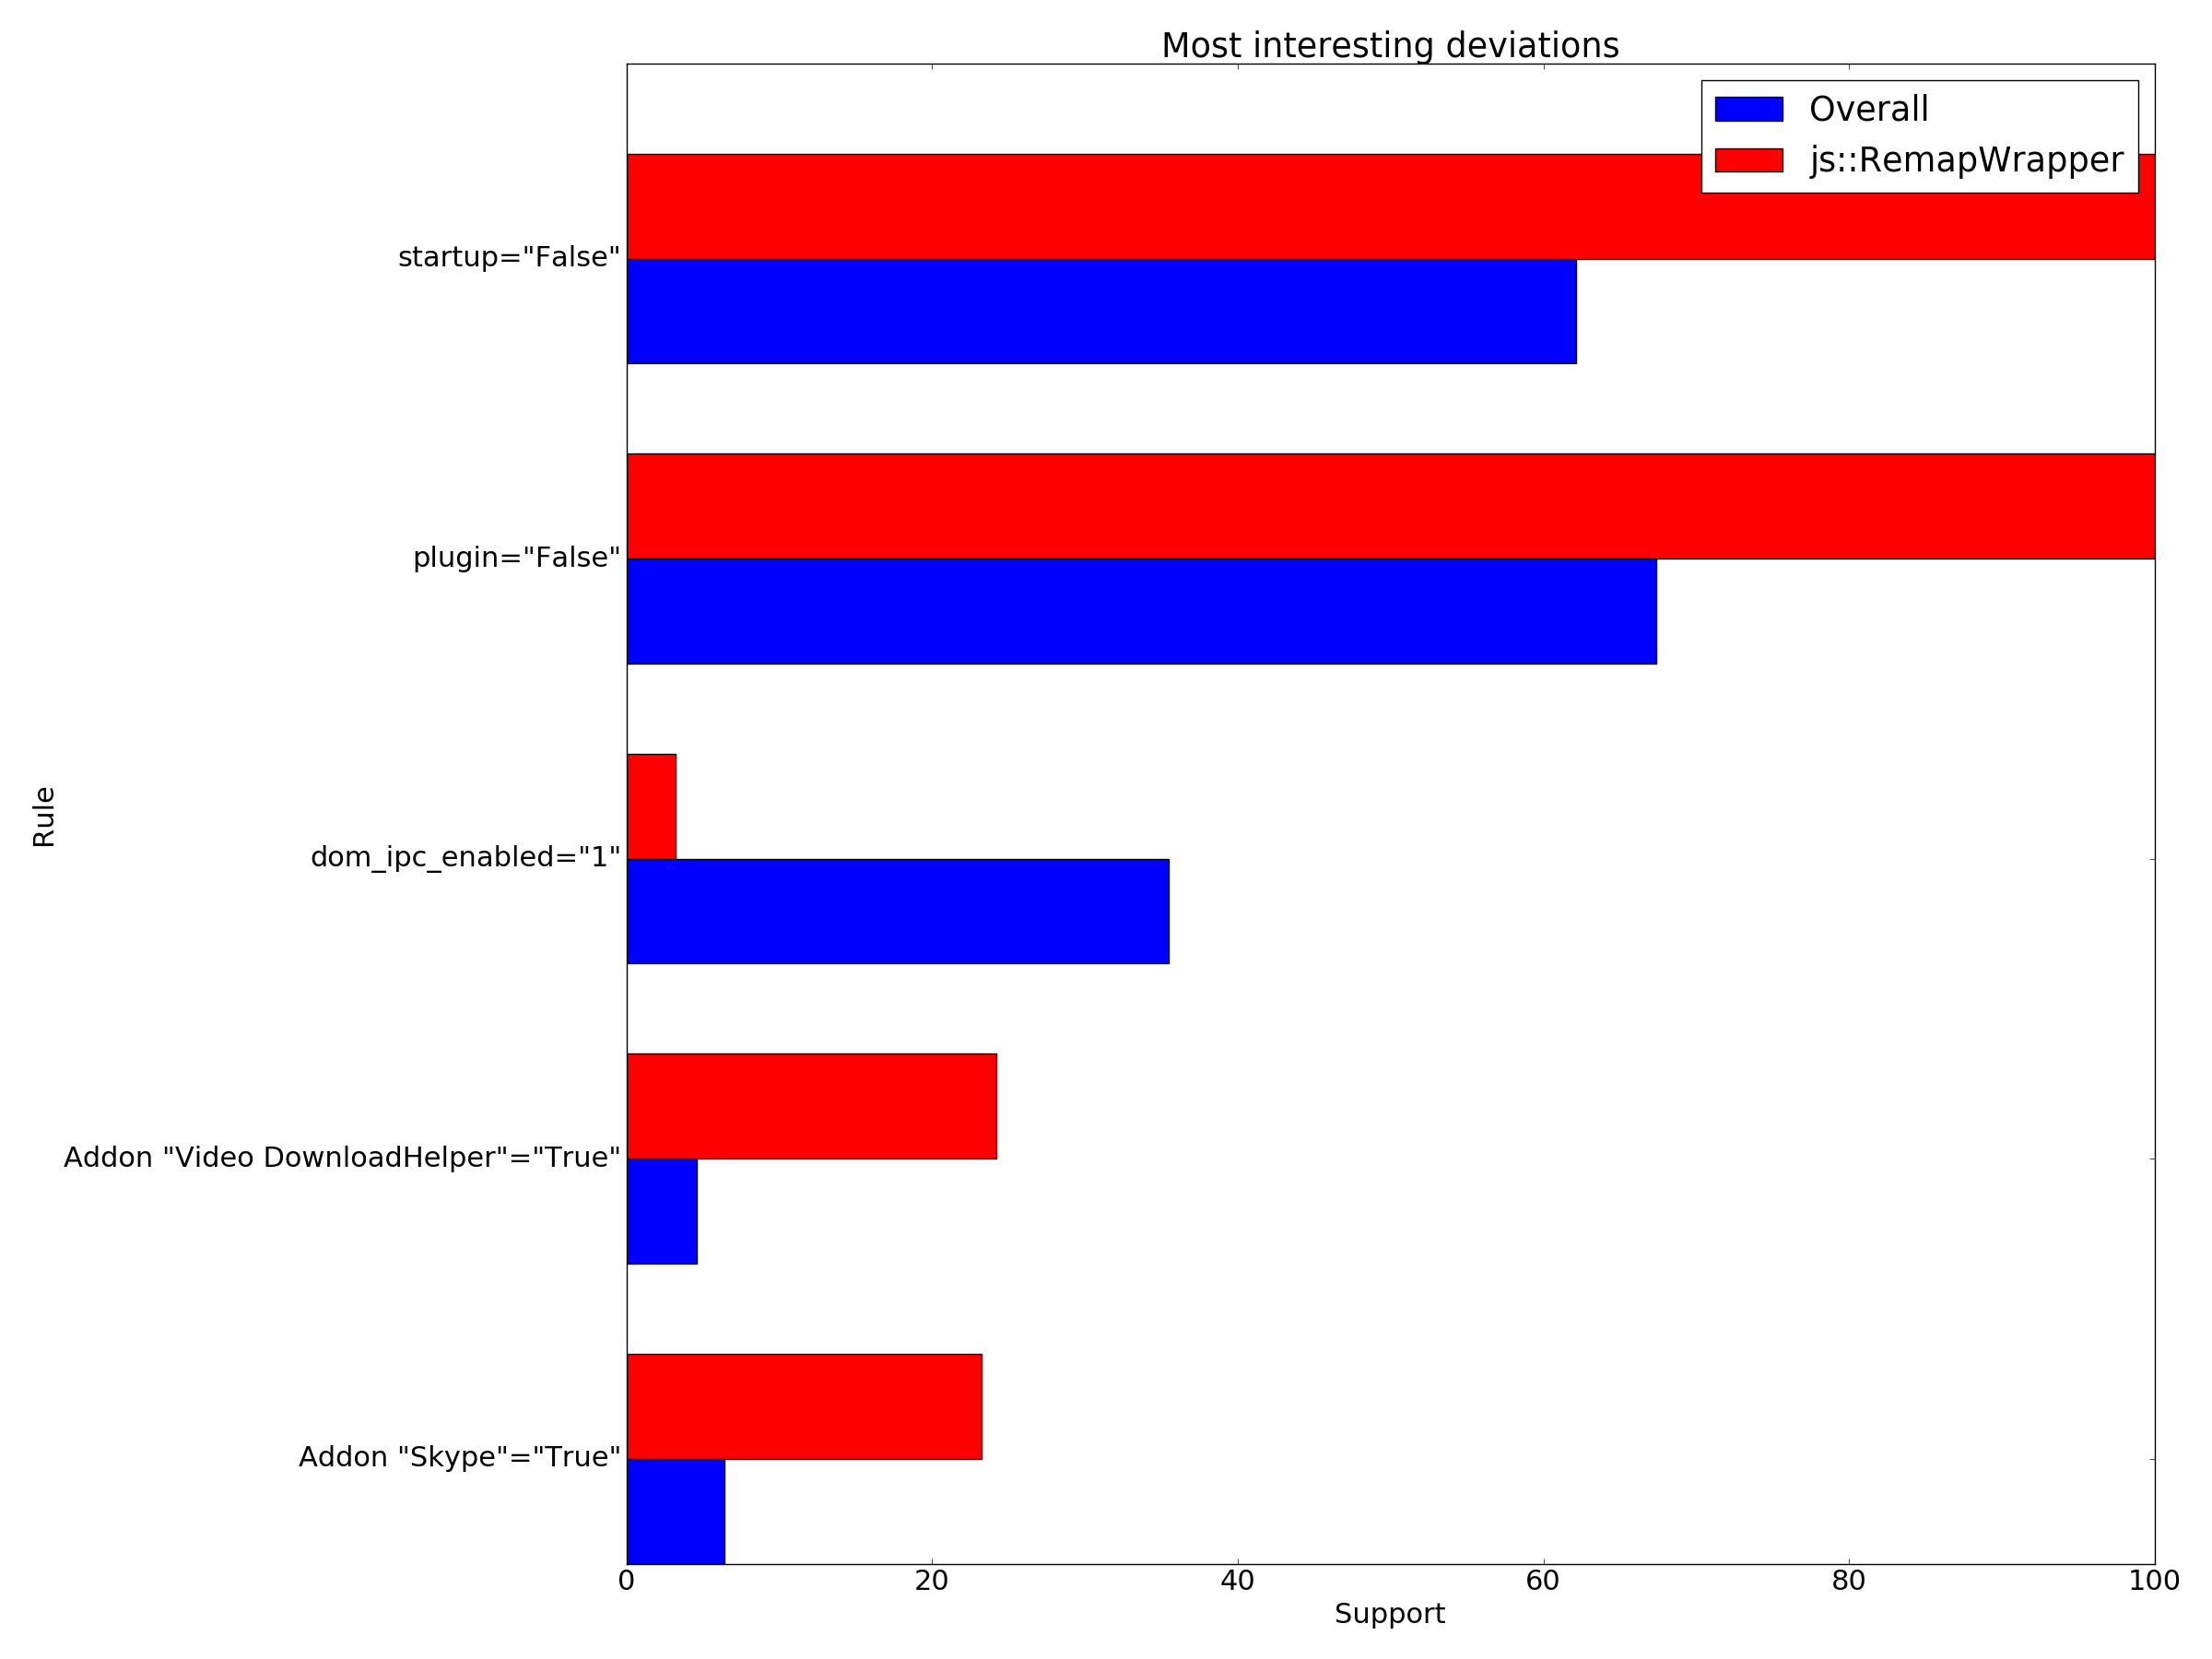 Most interesting deviations
Overall
js::RemapWrapper
startup="False"
plugin="False"
dom_ipc_enabled="1"
Addon "Video DownloadHelper"="True"
Addon "Skype"="True"
Rule
0 20 40 60 80 100
Support